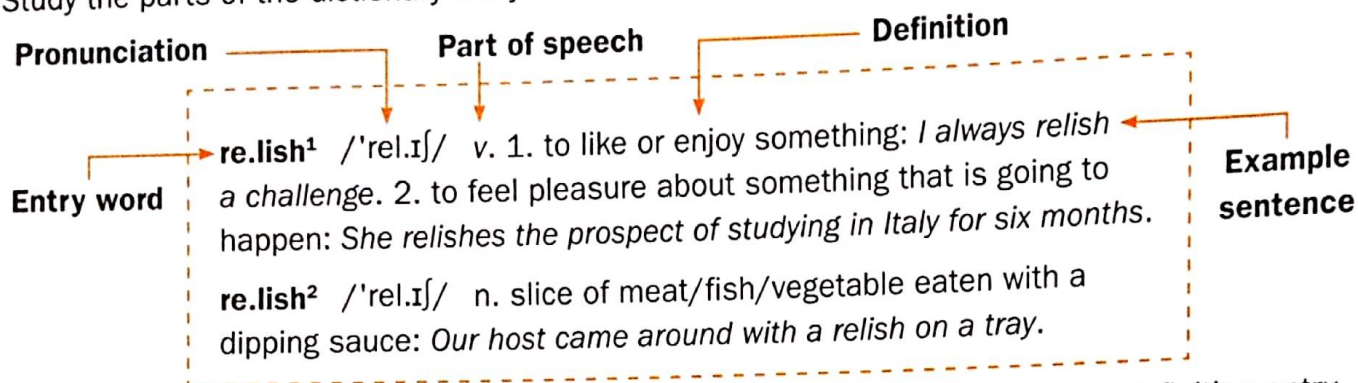 Study the parts of the dictionary
Pronunciation
Part of speech
Definition
re.lish¹ /'rel.ɪʃ/ v. 1. to like or enjoy something: I always relish
a challenge. 2. to feel pleasure about something that is going to
happen: She relishes the prospect of studying in Italy for six months.
Entry word
Example
sentence
re.lish² /'rel.ɪʃ/ n. slice of meat/fish/vegetable eaten with a
dipping sauce: Our host came around with a relish on a tray.
entry